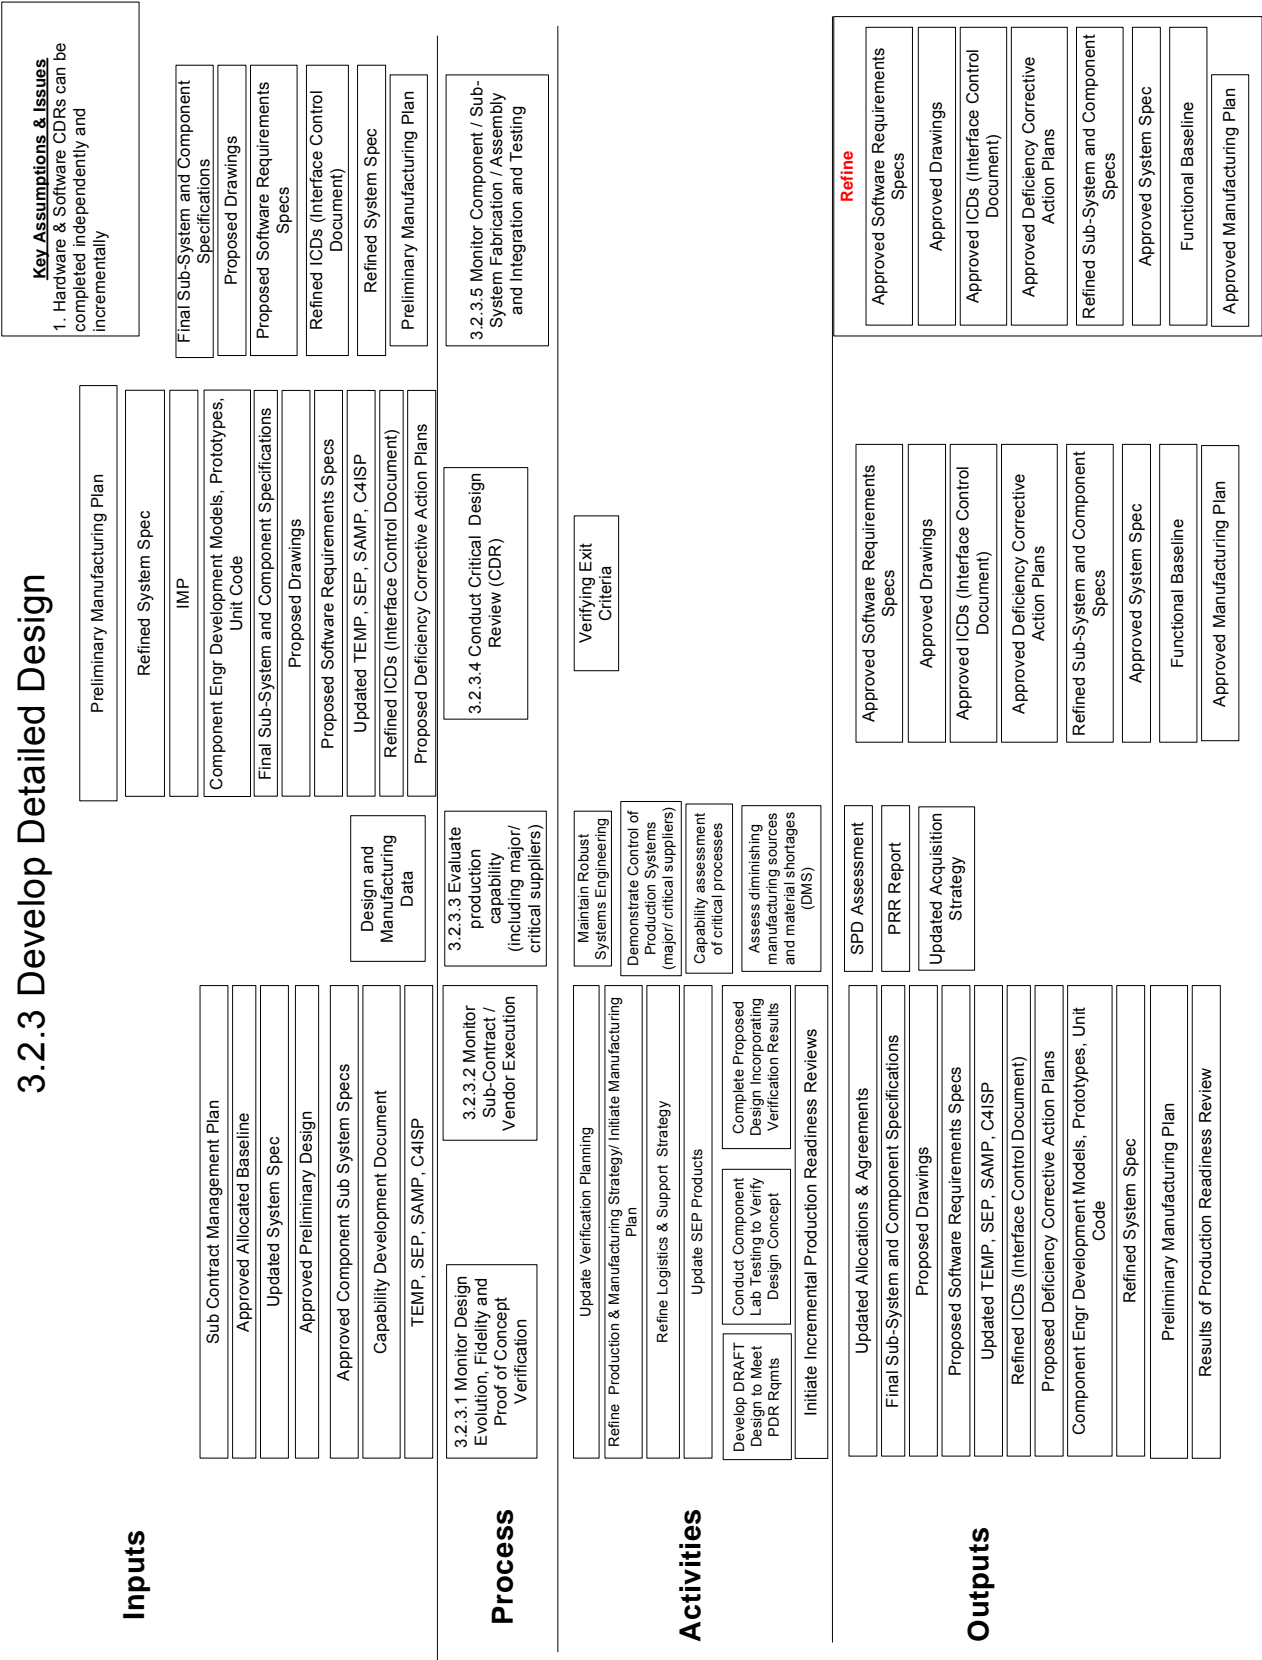 3.2.3 Develop Detailed Design
Key Assumptions & Issues
1. Hardware & Software CDRs can be
completed independently and
incrementally
Inputs
Sub Contract Management Plan
Approved Allocated Baseline
Updated System Spec
Approved Preliminary Design
Approved Component Sub System Specs
Capability Development Document
TEMP, SEP, SAMP, C4ISP
Design and
Manufacturing
Data
Preliminary Manufacturing Plan
Refined System Spec
IMP
Component Engr Development Models, Prototypes,
Unit Code
Final Sub-System and Component Specifications
Proposed Drawings
Proposed Software Requirements Specs
Updated TEMP, SEP, SAMP, C4ISP
Refined ICDs (Interface Control Document)
Proposed Deficiency Corrective Action Plans
Final Sub-System and Component
Specifications
Proposed Drawings
Proposed Software Requirements
Specs
Refined ICDs (Interface Control
Document)
Refined System Spec
Preliminary Manufacturing Plan
Process
3.2.3.1 Monitor Design
Evolution, Fidelity and
Proof of Concept
Verification
3.2.3.2 Monitor
Sub-Contract /
Vendor Execution
3.2.3.3 Evaluate
production
capability
(including major/
critical suppliers)
3.2.3.4 Conduct Critical Design
Review (CDR)
3.2.3.5 Monitor Component / Sub-
System Fabrication / Assembly
and Integration and Testing
Activities
Update Verification Planning
Refine Production & Manufacturing Strategy/ Initiate Manufacturing
Plan
Refine Logistics & Support Strategy
Update SEP Products
Develop DRAFT
Design to Meet
PDR Rqmts
Conduct Component
Lab Testing to Verify
Design Concept
Complete Proposed
Design Incorporating
Verification Results
Initiate Incremental Production Readiness Reviews
Maintain Robust
Systems Engineering
Demonstrate Control of
Production Systems
(major/ critical suppliers)
Capability assessment
of critical processes
Assess diminishing
manufacturing sources
and material shortages
(DMS)
Verifying Exit
Criteria
Outputs
Updated Allocations & Agreements
Final Sub-System and Component Specifications
Proposed Drawings
Proposed Software Requirements Specs
Updated TEMP, SEP, SAMP, C4ISP
Refined ICDs (Interface Control Document)
Proposed Deficiency Corrective Action Plans
Component Engr Development Models, Prototypes, Unit
Code
Refined System Spec
Preliminary Manufacturing Plan
Results of Production Readiness Review
SPD Assessment
PRR Report
Updated Acquisition
Strategy
Approved Software Requirements
Specs
Approved Drawings
Approved ICDs (Interface Control
Document)
Approved Deficiency Corrective
Action Plans
Refined Sub-System and Component
Specs
Approved System Spec
Functional Baseline
Approved Manufacturing Plan
Refine
Approved Software Requirements
Specs
Approved Drawings
Approved ICDs (Interface Control
Document)
Approved Deficiency Corrective
Action Plans
Refined Sub-System and Component
Specs
Approved System Spec
Functional Baseline
Approved Manufacturing Plan